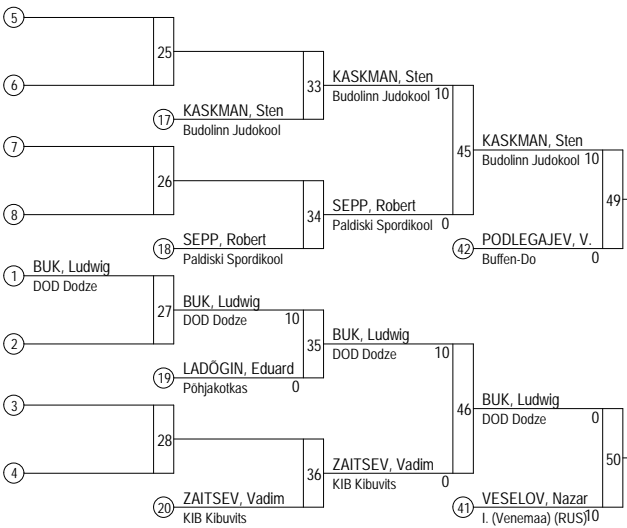 5
25
6
33
KASKMAN, Sten
Budolinn Judokool 10
17 KASKMAN, Sten
Budolinn Judokool
45
KASKMAN, Sten
Budolinn Judokool 10
7
26
8
34
SEPP, Robert
Paldiski Spordikool 0
18 SEPP, Robert
Paldiski Spordikool
49
42 PODLEGAJEV, V.
Buffen-Do 0
1 BUK, Ludwig
DOD Dodze
27
2
BUK, Ludwig
DOD Dodze 10
35
19 LADÕGIN, Eduard
Põhjakotkas 0
BUK, Ludwig
DOD Dodze 10
46
3
28
4
36
20 ZAITSEV, Vadim
KIB Kibuvits
ZAITSEV, Vadim
KIB Kibuvits 0
BUK, Ludwig
DOD Dodze 0
50
41 VESELOV, Nazar
I. (Venemaa) (RUS) 10